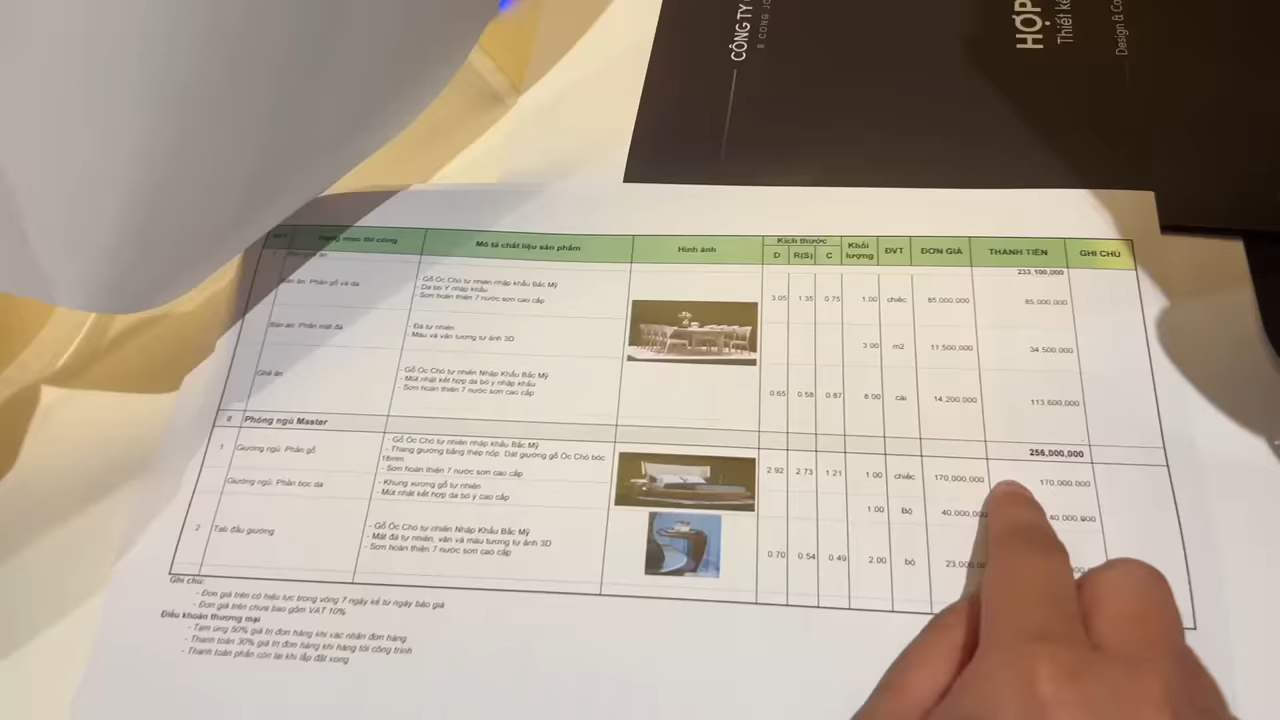 CÔNG TY
HỢP
Thiết kế
Design & Co
Hạng mục thi công
Mô tả chất liệu sản phẩm
Hình ảnh
Kích thước
D
R(S)
C
Khối
lượng
ĐVT
ĐƠN GIÁ
THÀNH TIỀN
GHI CHÚ
233,100,000
Bàn ăn: Phần gỗ và da
- Gỗ Óc Chó tự nhiên nhập khẩu Bắc Mỹ
- Da bò Ý nhập khẩu
- Sơn hoàn thiện 7 nước sơn cao cấp
3.05
1.35
0.75
1.00
chiếc
85,000,000
85,000,000
Bàn ăn: Phần mặt đá
- Đá tự nhiên
- Màu và vân tương tự ảnh 3D
3.00
m2
11,500,000
34,500,000
Ghế ăn
- Gỗ Óc Chó tự nhiên Nhập Khẩu Bắc Mỹ
- Mút nhật kết hợp da bò ý nhập khẩu
- Sơn hoàn thiện 7 nước sơn cao cấp
0.65
0.58
0.87
8.00
cái
14,200,000
113,600,000
II
Phòng ngủ Master
256,000,000
1
Giường ngủ: Phần gỗ
- Gỗ Óc Chó tự nhiên nhập khẩu Bắc Mỹ
- Thang giường bằng thép hộp. Dát giường gỗ Óc Chó bóc
18mm
- Sơn hoàn thiện 7 nước sơn cao cấp
2.92
2.73
1.21
1.00
chiếc
170,000,000
170,000,000
Giường ngủ: Phần bọc da
- Khung xương gỗ tự nhiên
- Mút nhật kết hợp da bò ý cao cấp
1.00
Bộ
40,000,000
40,000,000
2
Tab đầu giường
- Gỗ Óc Chó tự nhiên Nhập Khẩu Bắc Mỹ
- Mặt đá tự nhiên, vân và màu tương tự ảnh 3D
- Sơn hoàn thiện 7 nước sơn cao cấp
0.70
0.54
0.49
2.00
bộ
23,000
Ghi chú:
- Đơn giá trên có hiệu lực trong vòng 7 ngày kể từ ngày báo giá
- Đơn giá trên chưa bao gồm VAT 10%
Điều khoản thương mại
- Tạm ứng 50% giá trị đơn hàng khi xác nhận đơn hàng
- Thanh toán 30% giá trị đơn hàng khi hàng tới công trình
- Thanh toán phần còn lại khi lắp đặt xong